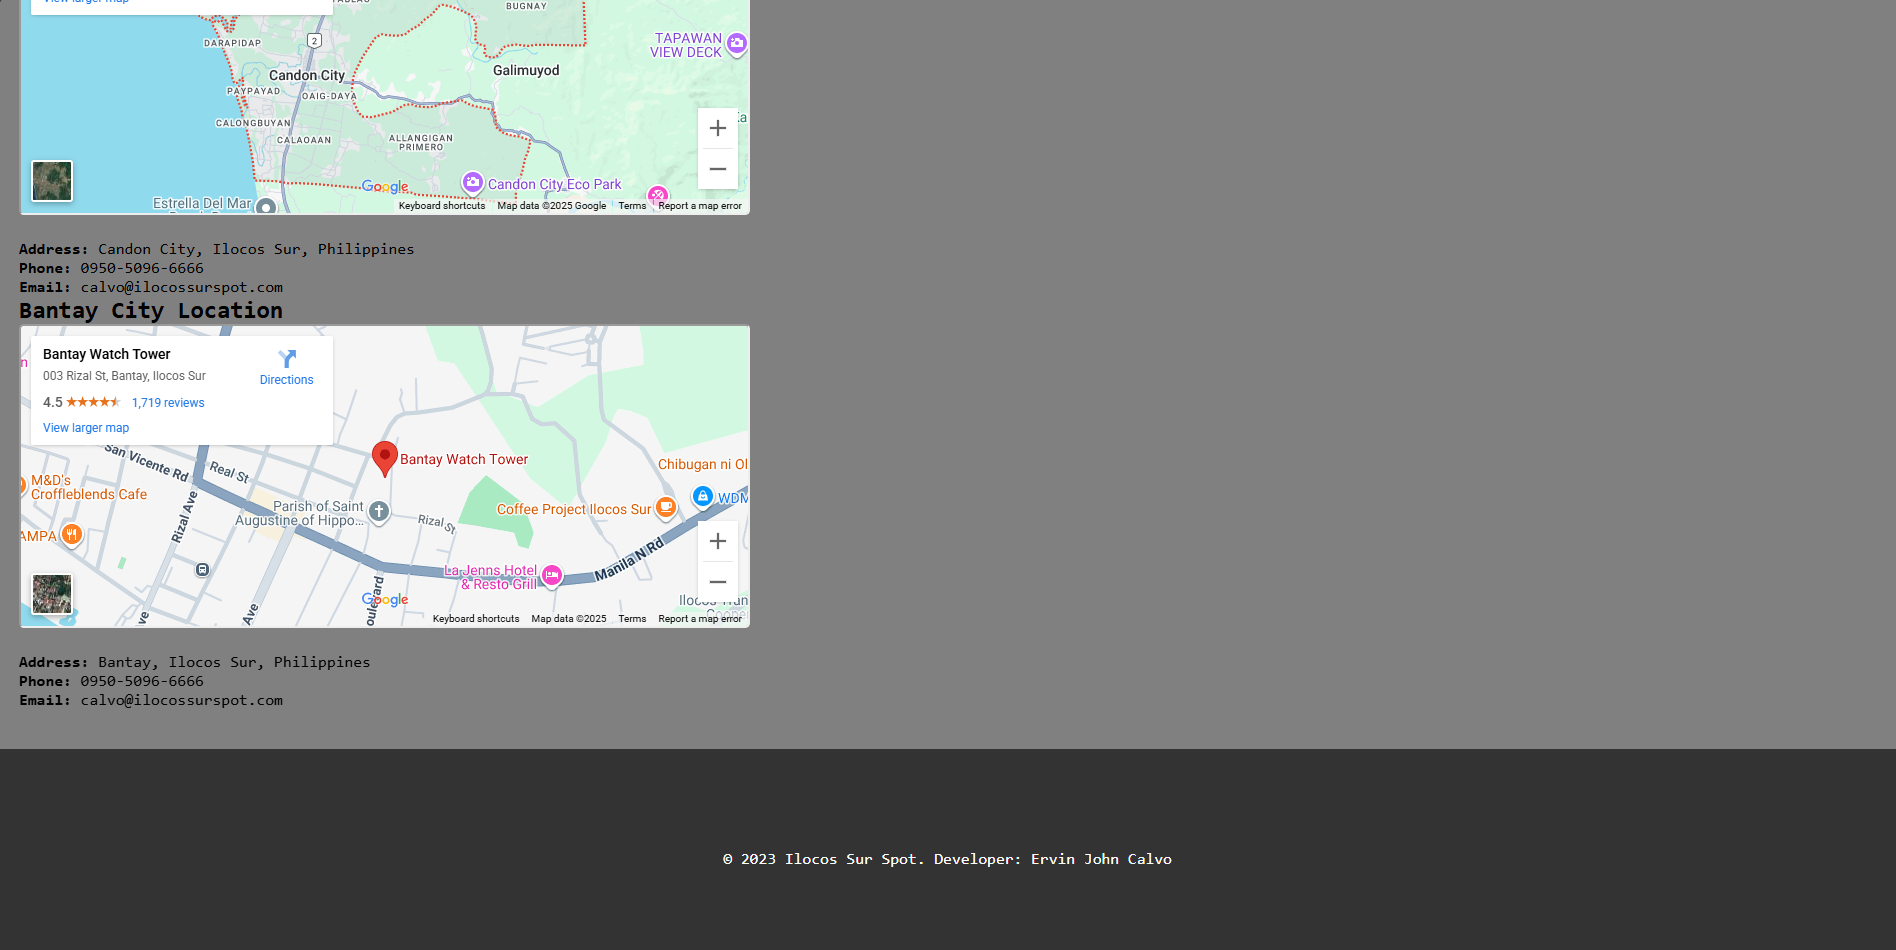 View larger map
BUGNAY
DARAPIDAP
2
TAPAWAN
VIEW DECK
Candon City
Galimuyod
PAYPAYAD
OAIG-DAYA
CALONGBUYAN
CALAOAAN
ALLANGIGAN
PRIMERO
Google
Candon City Eco Park
Estrella Del Mar
Keyboard shortcuts Map data ©2025 Google Terms Report a map error
Address: Candon City, Ilocos Sur, Philippines
Phone: 0950-5096-6666
Email: calvo@ilocossurspot.com
Bantay City Location
Bantay Watch Tower
003 Rizal St, Bantay, Ilocos Sur
Directions
4.5 1,719 reviews
View larger map
San Vicente Rd
Real St
Bantay Watch Tower
Chibugan ni Ol
M&D's
Croffleblends Cafe
Rizal Ave
Parish of Saint
Augustine of Hippo...
Rizal St
Coffee Project Ilocos Sur
WDM
AMPA
Manila N Rd
La Jenns Hotel
& Resto Grill
Google
oulevard
Ave
ve
Keyboard shortcuts Map data ©2025 Terms Report a map error
Address: Bantay, Ilocos Sur, Philippines
Phone: 0950-5096-6666
Email: calvo@ilocossurspot.com
© 2023 Ilocos Sur Spot. Developer: Ervin John Calvo